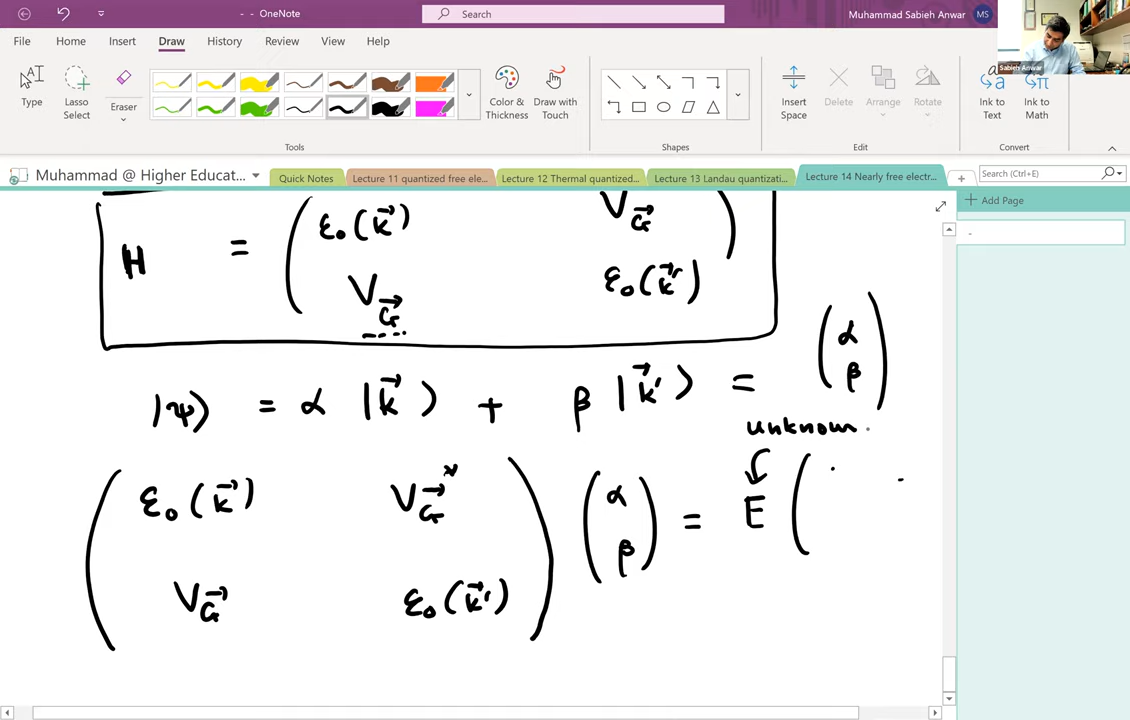 - - OneNote
Search
Muhammad Sabieh Anwar
MS
Sabieh Anwar
File Home Insert Draw History Review View Help
Type
Lasso Select
Eraser
Color & Thickness
Draw with Touch
Insert Space
Delete
Arrange
Rotate
Ink to Text
Ink to Math
Tools
Shapes
Edit
Convert
Muhammad @ Higher Educat...
Quick Notes
Lecture 11 quantized free ele...
Lecture 12 Thermal quantized...
Lecture 13 Landau quantizati...
Lecture 14 Nearly free electr...
Search (Ctrl+E)
Add Page
H = ( ε₀(k⃗) V_G⃗
V_G⃗ ε₀(k⃗') )
|ψ⟩ = α |k⃗⟩ + β |k⃗'⟩ = ( α β )
unknown
( ε₀(k⃗) V_G⃗* ) ( α ) = E (
( V_G⃗ ε₀(k⃗') ) ( β )